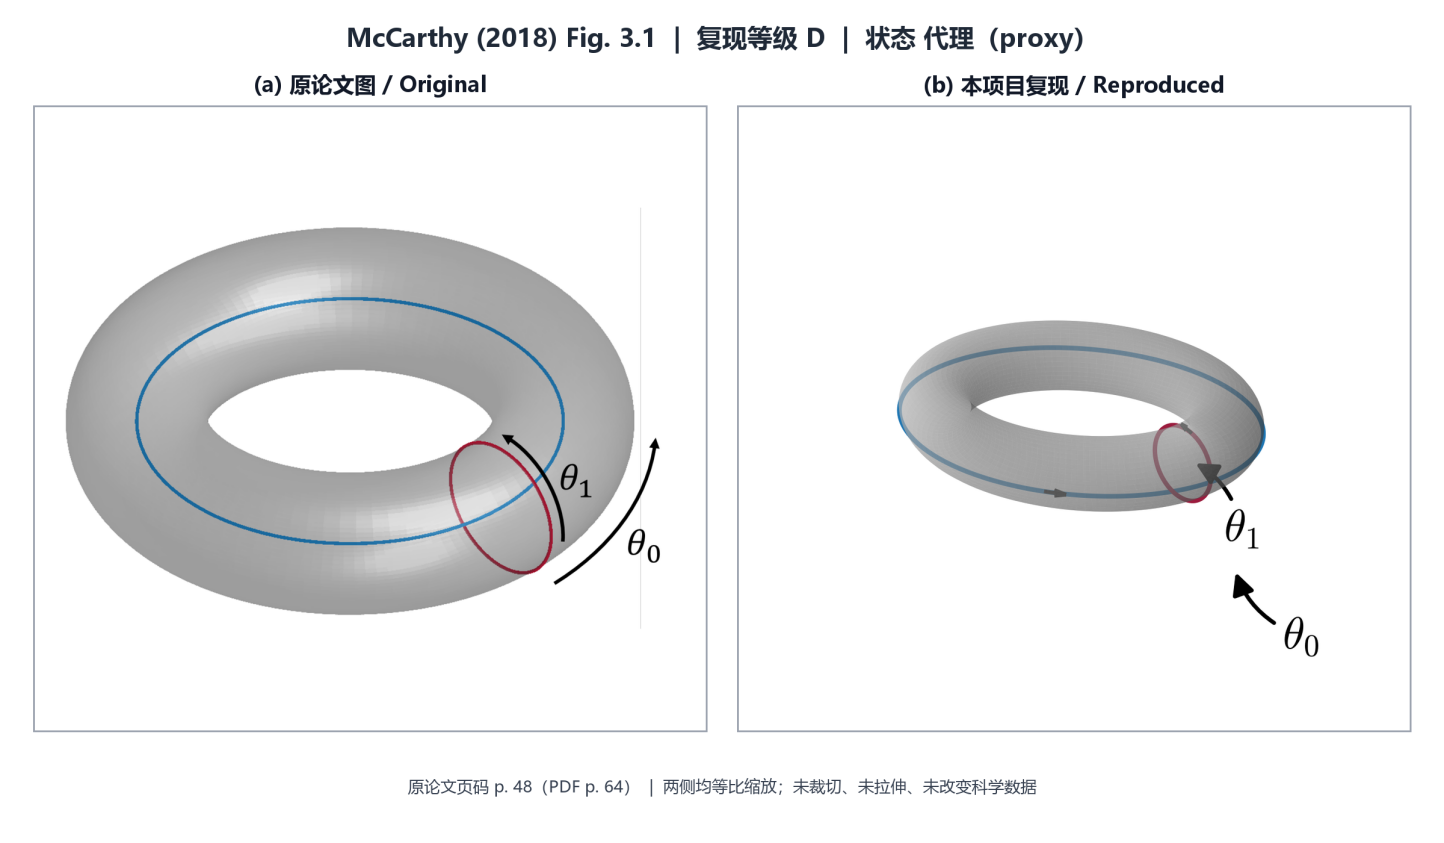 McCarthy (2018) Fig. 3.1 | 复现等级 D | 状态 代理（proxy）
(a) 原论文图 / Original
(b) 本项目复现 / Reproduced
θ₁
θ₀
θ₁
θ₀
原论文页码 p. 48（PDF p. 64） | 两侧均等比缩放；未裁切、未拉伸、未改变科学数据